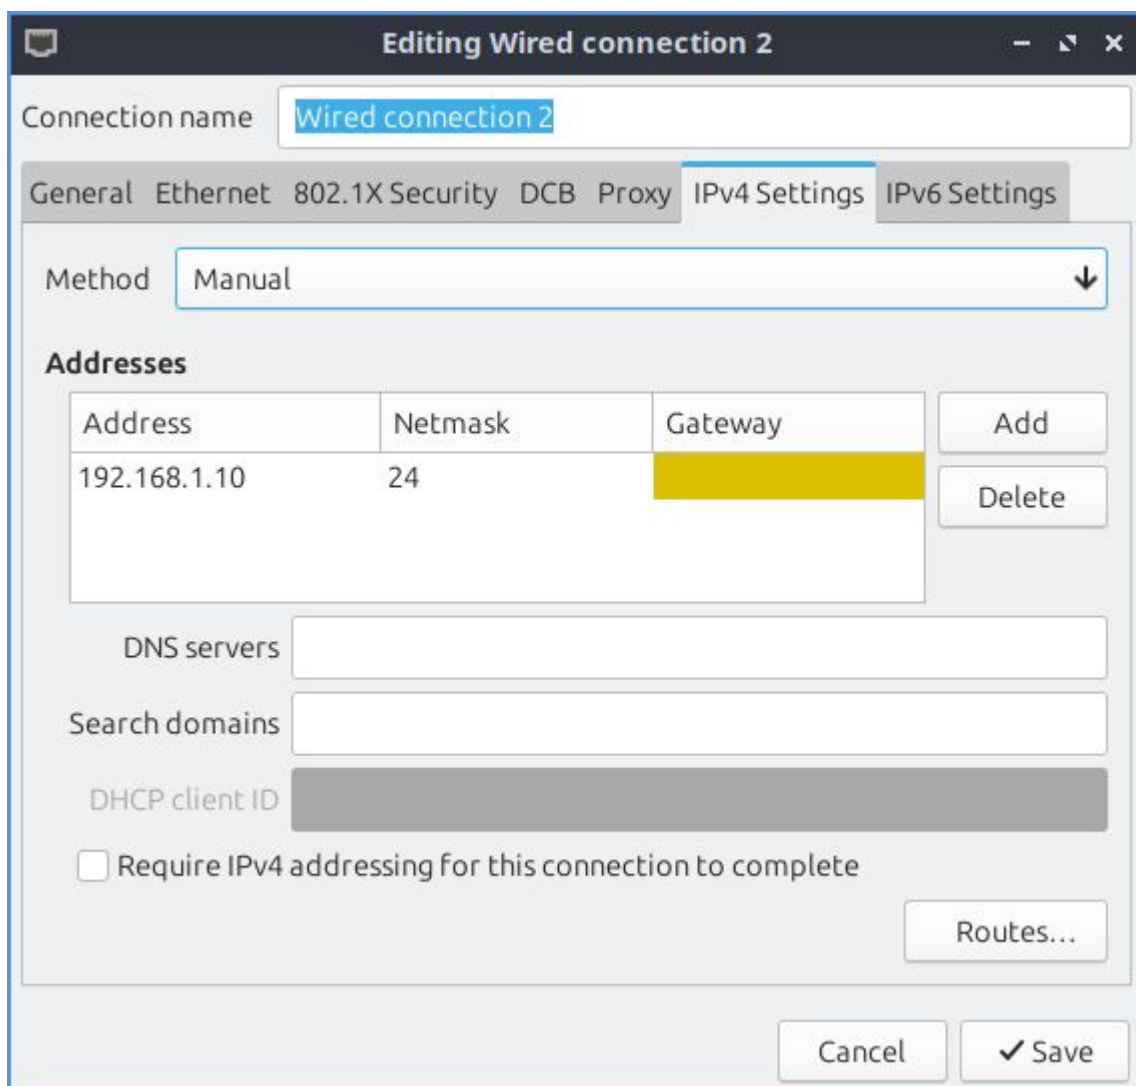 Editing Wired connection 2
Connection name Wired connection 2
General Ethernet 802.1X Security DCB Proxy IPv4 Settings IPv6 Settings
Method Manual
Addresses
Address Netmask Gateway Add
192.168.1.10 24
Delete
DNS servers
Search domains
DHCP client ID
Require IPv4 addressing for this connection to complete
Routes...
Cancel Save